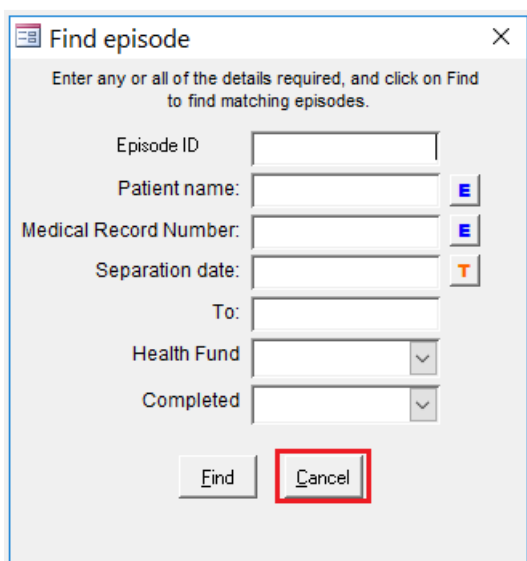 Find episode
Enter any or all of the details required, and click on Find
to find matching episodes.
Episode ID
Patient name: E
Medical Record Number: E
Separation date: T
To:
Health Fund
Completed
Find Cancel